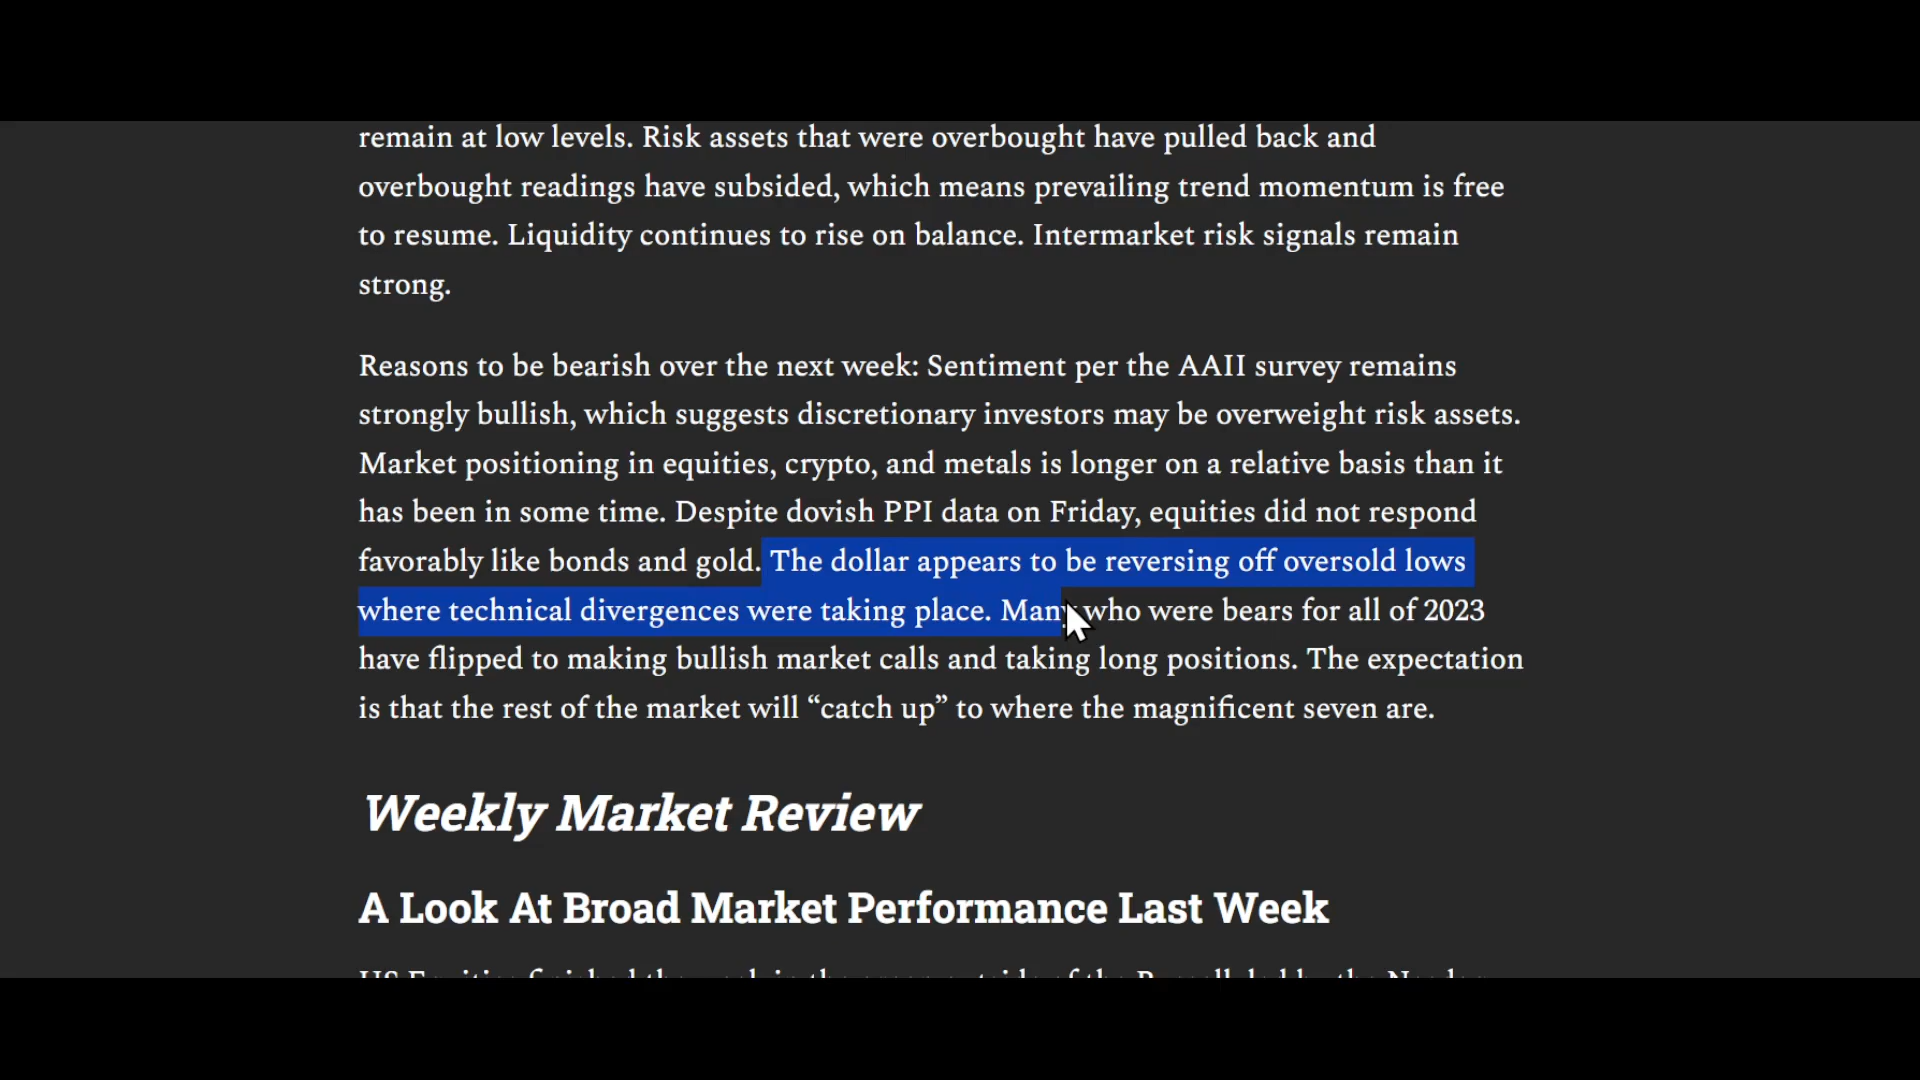 remain at low levels. Risk assets that were overbought have pulled back and
overbought readings have subsided, which means prevailing trend momentum is free
to resume. Liquidity continues to rise on balance. Intermarket risk signals remain
strong.
Reasons to be bearish over the next week: Sentiment per the AAII survey remains
strongly bullish, which suggests discretionary investors may be overweight risk assets.
Market positioning in equities, crypto, and metals is longer on a relative basis than it
has been in some time. Despite dovish PPI data on Friday, equities did not respond
favorably like bonds and gold. The dollar appears to be reversing off oversold lows
where technical divergences were taking place. Many who were bears for all of 2023
have flipped to making bullish market calls and taking long positions. The expectation
is that the rest of the market will “catch up” to where the magnificent seven are.
Weekly Market Review
A Look At Broad Market Performance Last Week